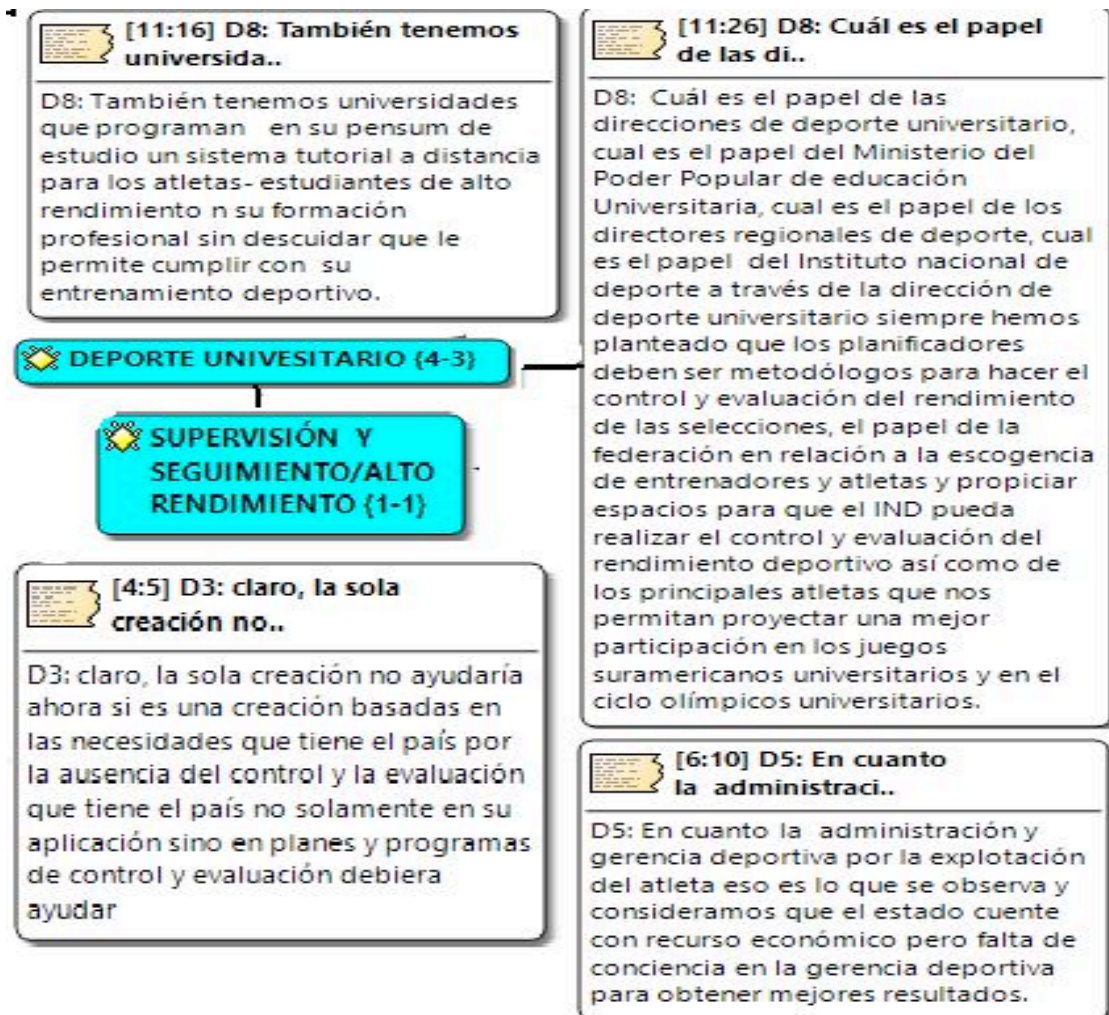 [11:16] D8: También tenemos
universida..
D8: También tenemos universidades
que programan en su pensum de
estudio un sistema tutorial a distancia
para los atletas- estudiantes de alto
rendimiento n su formación
profesional sin descuidar que le
permite cumplir con su
entrenamiento deportivo.
DEPORTE UNIVESITARIO {4-3}
SUPERVISIÓN Y
SEGUIMIENTO/ALTO
RENDIMIENTO {1-1}
[4:5] D3: claro, la sola
creación no..
D3: claro, la sola creación no ayudaría
ahora si es una creación basadas en
las necesidades que tiene el país por
la ausencia del control y la evaluación
que tiene el país no solamente en su
aplicación sino en planes y programas
de control y evaluación debiera
ayudar
[11:26] D8: Cuál es el papel
de las di..
D8: Cuál es el papel de las
direcciones de deporte universitario,
cual es el papel del Ministerio del
Poder Popular de educación
Universitaria, cual es el papel de los
directores regionales de deporte, cual
es el papel del Instituto nacional de
deporte a través de la dirección de
deporte universitario siempre hemos
planteado que los planificadores
deben ser metodólogos para hacer el
control y evaluación del rendimiento
de las selecciones, el papel de la
federación en relación a la escogencia
de entrenadores y atletas y propiciar
espacios para que el IND pueda
realizar el control y evaluación del
rendimiento deportivo así como de
los principales atletas que nos
permitan proyectar una mejor
participación en los juegos
suramericanos universitarios y en el
ciclo olímpicos universitarios.
[6:10] D5: En cuanto
la administraci..
D5: En cuanto la administración y
gerencia deportiva por la explotación
del atleta eso es lo que se observa y
consideramos que el estado cuente
con recurso económico pero falta de
conciencia en la gerencia deportiva
para obtener mejores resultados.